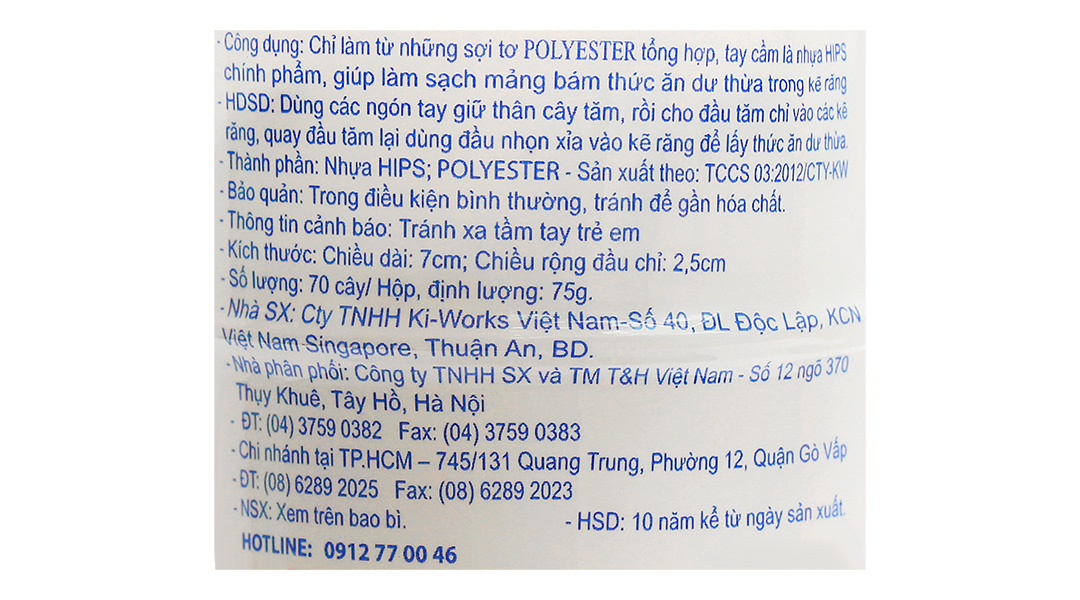 - Công dụng: Chỉ làm từ những sợi tơ POLYESTER tổng hợp, tay cầm là nhựa HIPS
chính phẩm, giúp làm sạch mảng bám thức ăn dư thừa trong kẽ răng
- HDSD: Dùng các ngón tay giữ thân cây tăm, rồi cho đầu tăm chỉ vào các kẽ
răng, quay đầu tăm lại dùng đầu nhọn xỉa vào kẽ răng để lấy thức ăn dư thừa.
- Thành phần: Nhựa HIPS; POLYESTER - Sản xuất theo: TCCS 03:2012/CTY-KW
- Bảo quản: Trong điều kiện bình thường, tránh để gần hóa chất.
- Thông tin cảnh báo: Tránh xa tầm tay trẻ em
- Kích thước: Chiều dài: 7cm; Chiều rộng đầu chỉ: 2,5cm
- Số lượng: 70 cây/ Hộp, định lượng: 75g.
- Nhà SX: Cty TNHH Ki-Works Việt Nam-Số 40, ĐL Độc Lập, KCN
Việt Nam-Singapore, Thuận An, BD.
- Nhà phân phối: Công ty TNHH SX và TM T&H Việt Nam - Số 12 ngõ 370
Thụy Khuê, Tây Hồ, Hà Nội
- ĐT: (04) 3759 0382 Fax: (04) 3759 0383
- Chi nhánh tại TP.HCM – 745/131 Quang Trung, Phường 12, Quận Gò Vấp
- ĐT: (08) 6289 2025 Fax: (08) 6289 2023
- NSX: Xem trên bao bì. - HSD: 10 năm kể từ ngày sản xuất.
HOTLINE: 0912 77 00 46